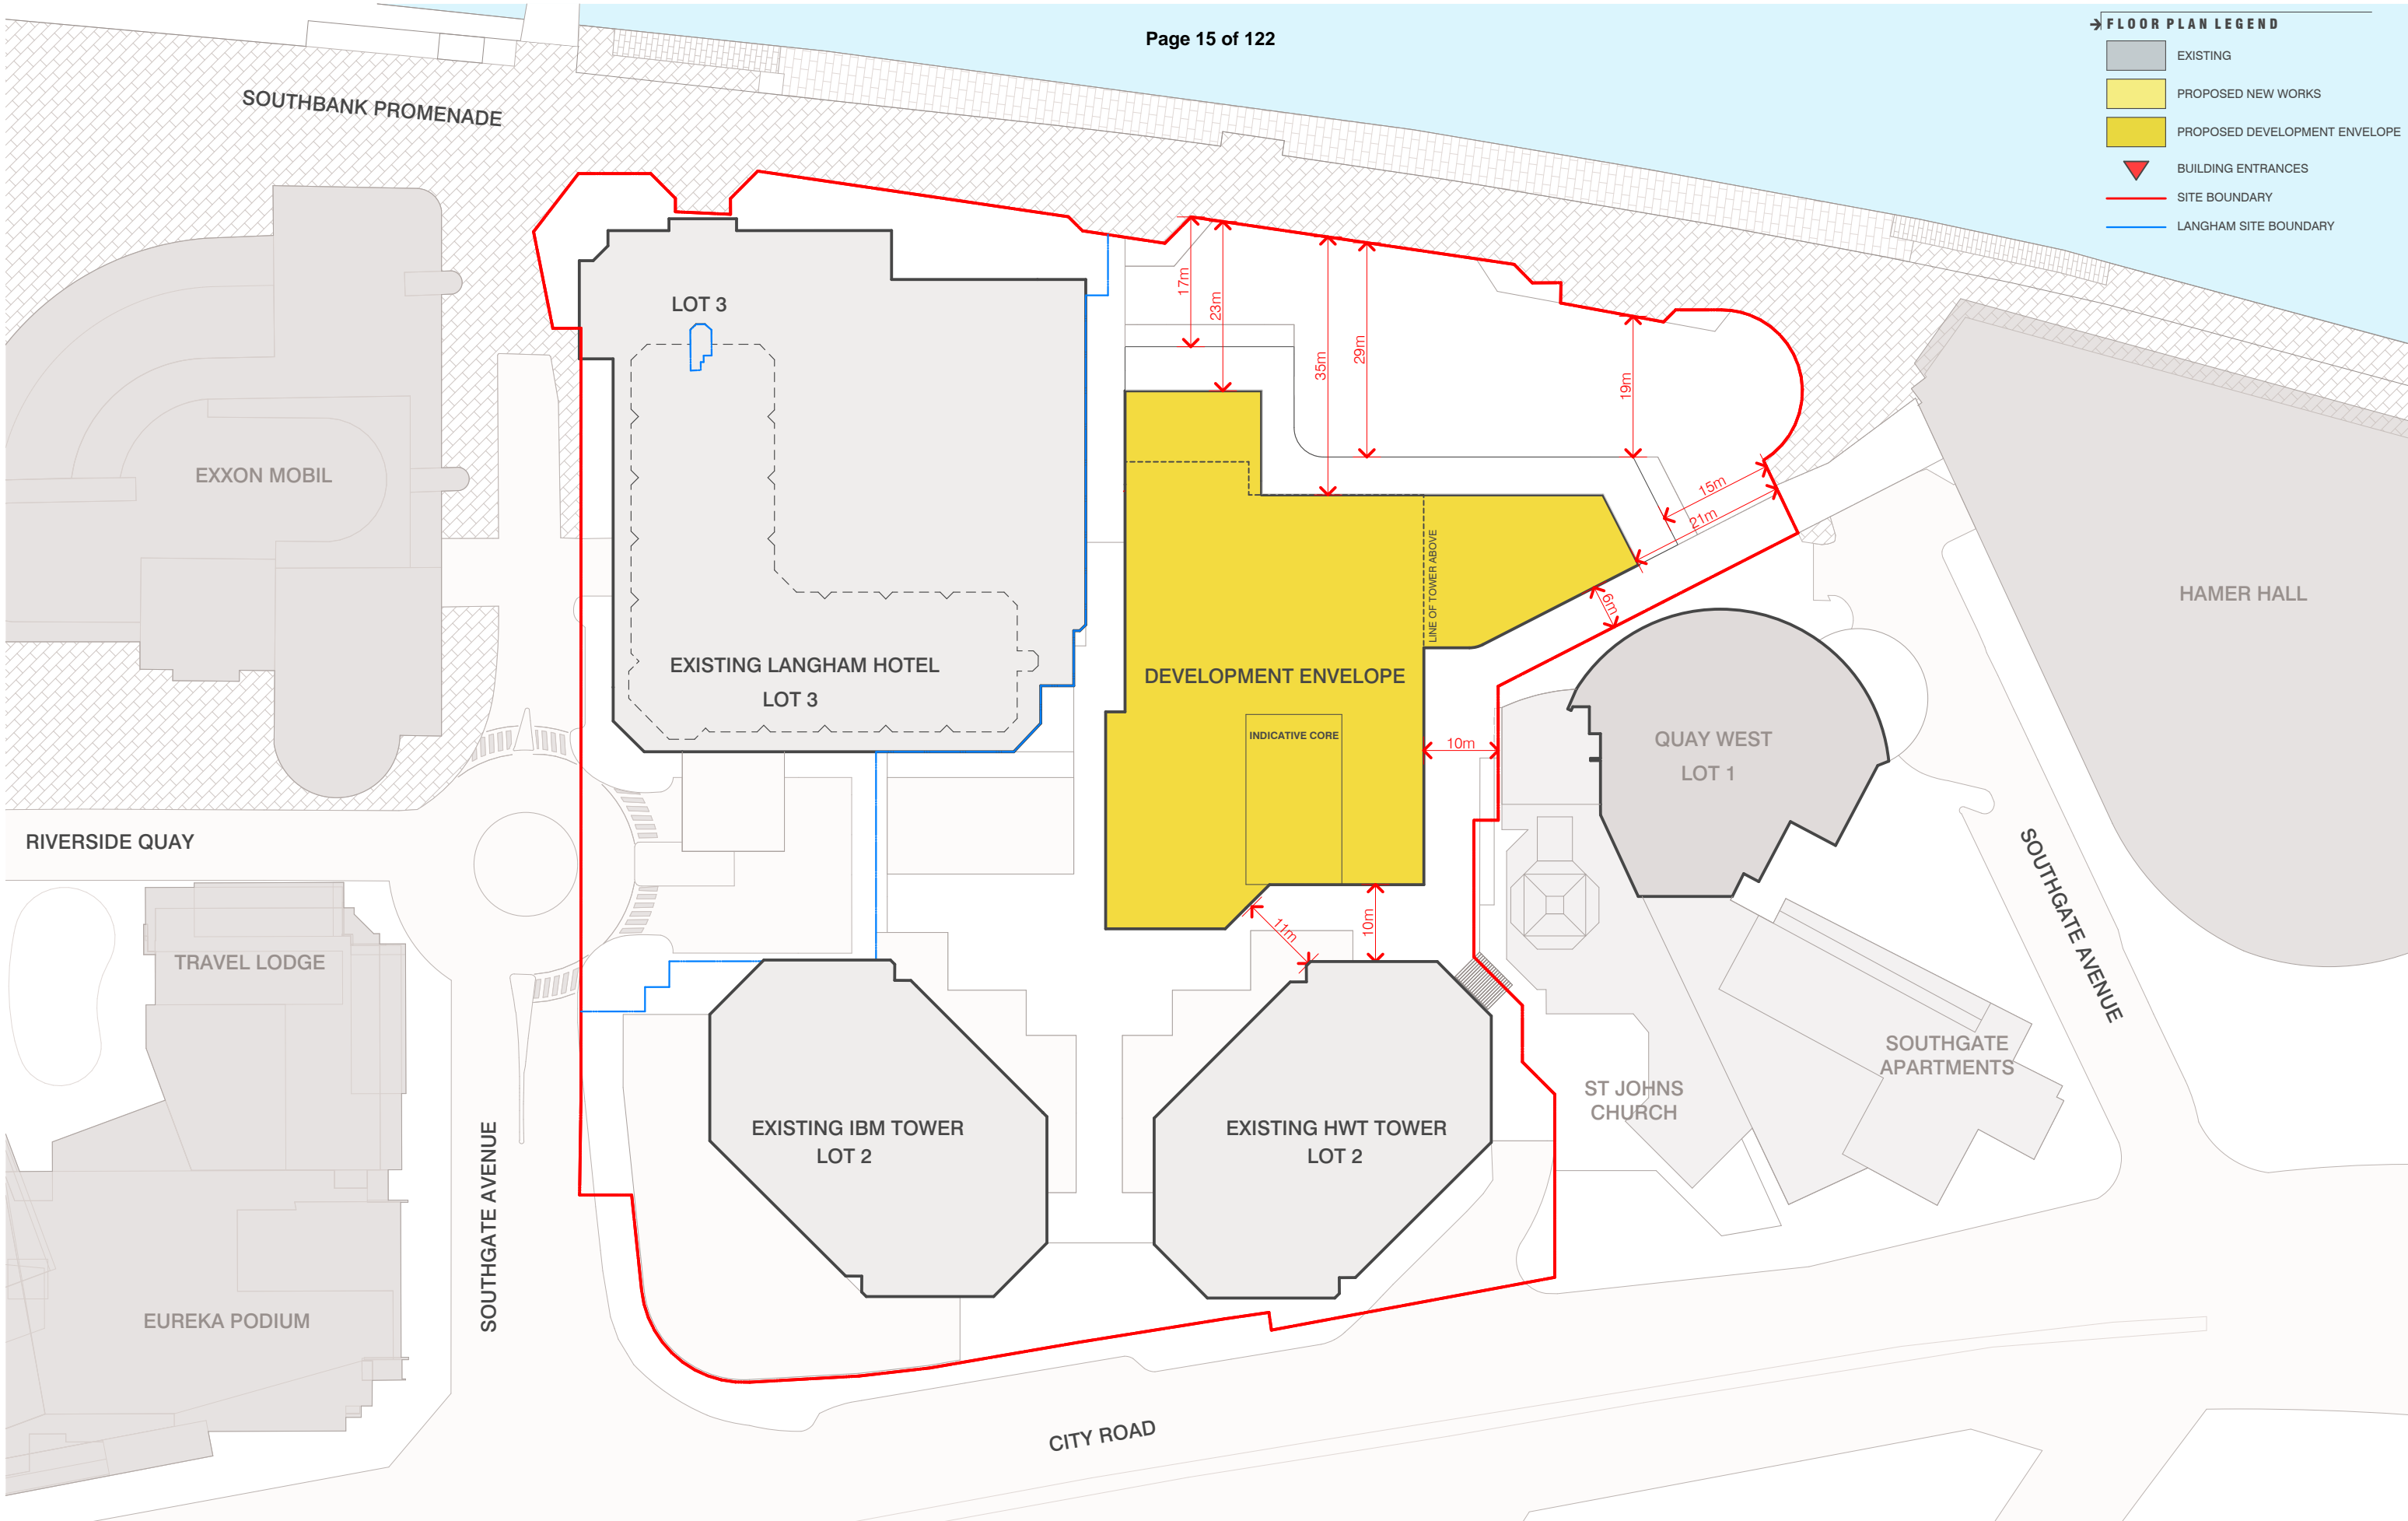 Page 15 of 122
FLOOR PLAN LEGEND
EXISTING
PROPOSED NEW WORKS
PROPOSED DEVELOPMENT ENVELOPE
BUILDING ENTRANCES
SITE BOUNDARY
LANGHAM SITE BOUNDARY
SOUTHBANK PROMENADE
LOT 3
17m
23m
35m
29m
19m
EXXON MOBIL
15m
21m
LINE OF TOWER ABOVE
6m
HAMER HALL
EXISTING LANGHAM HOTEL
LOT 3
DEVELOPMENT ENVELOPE
INDICATIVE CORE
10m
QUAY WEST
LOT 1
RIVERSIDE QUAY
SOUTHGATE AVENUE
11m
10m
TRAVEL LODGE
SOUTHGATE
APARTMENTS
ST JOHNS
CHURCH
EXISTING IBM TOWER
LOT 2
EXISTING HWT TOWER
LOT 2
SOUTHGATE AVENUE
EUREKA PODIUM
CITY ROAD